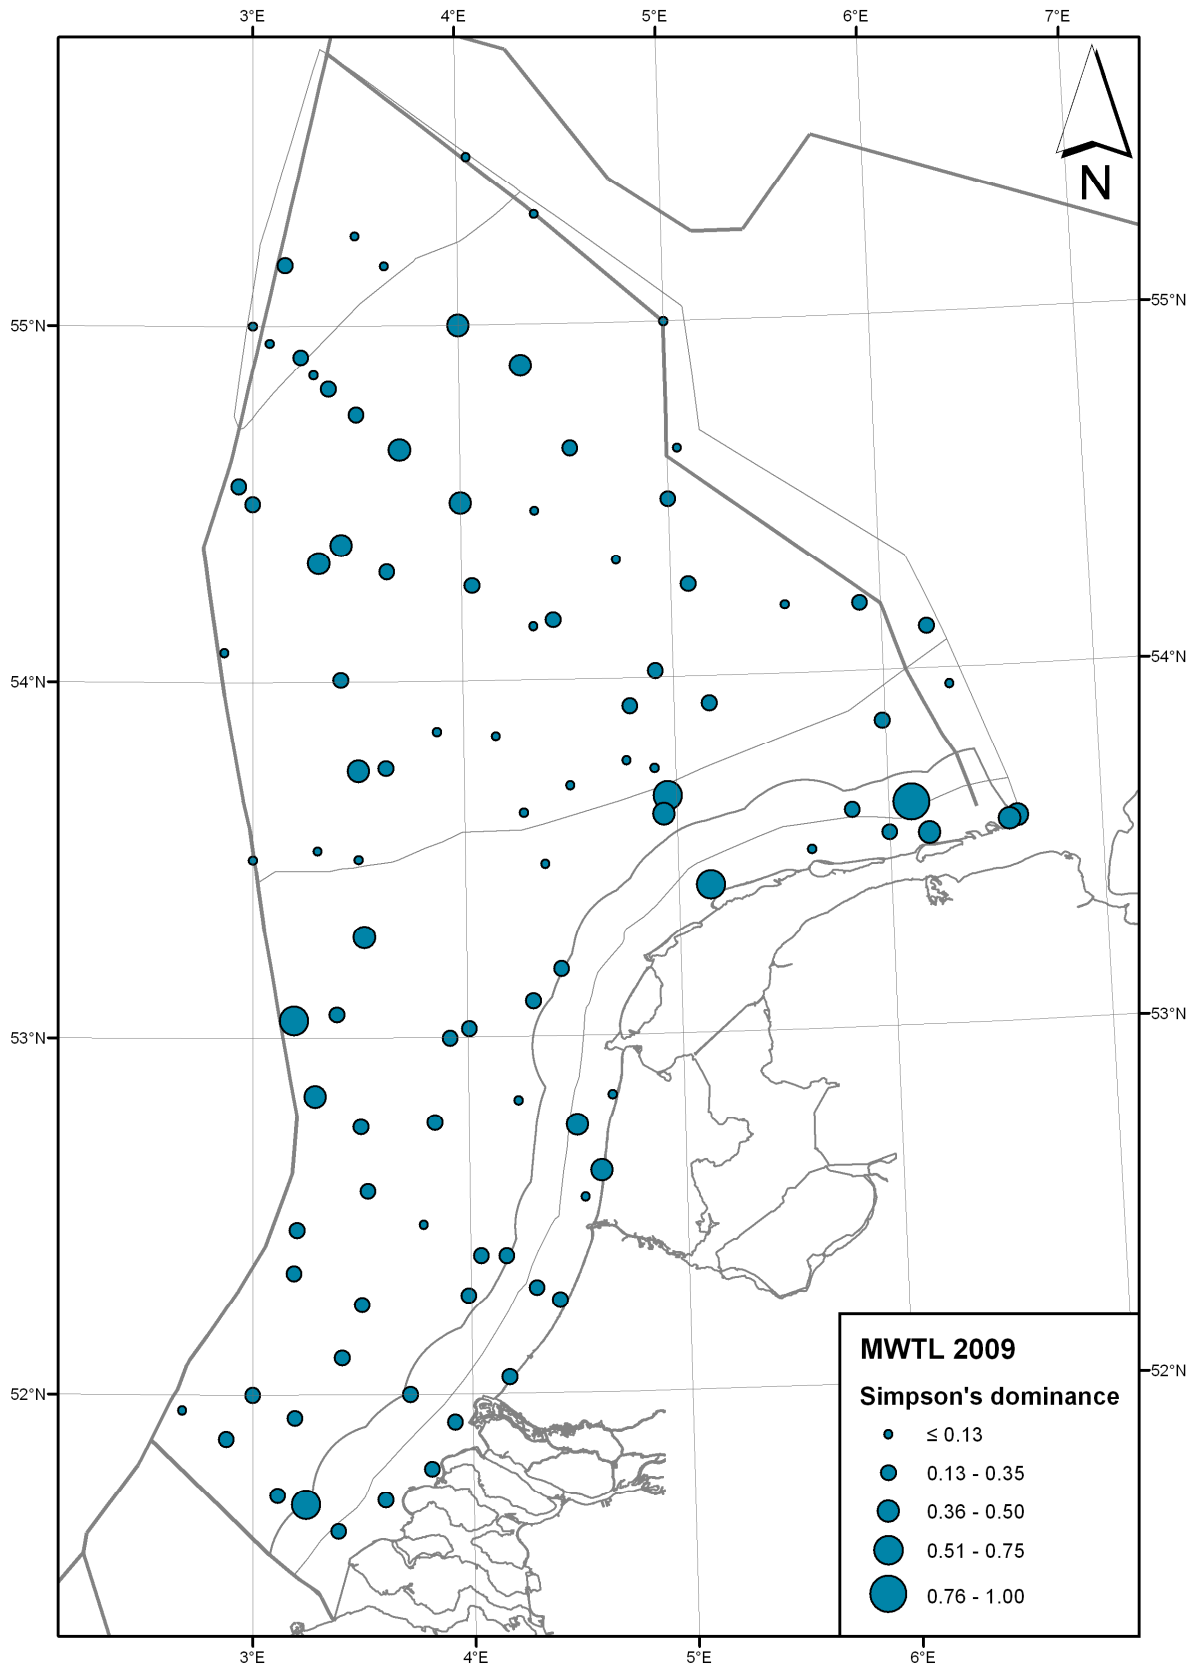 3°E 4°E 5°E 6°E 7°E
N
55°N 55°N
54°N 54°N
53°N 53°N
52°N 52°N
MWTL 2009
Simpson's dominance
≤ 0.13
0.13 - 0.35
0.36 - 0.50
0.51 - 0.75
0.76 - 1.00
3°E 4°E 5°E 6°E